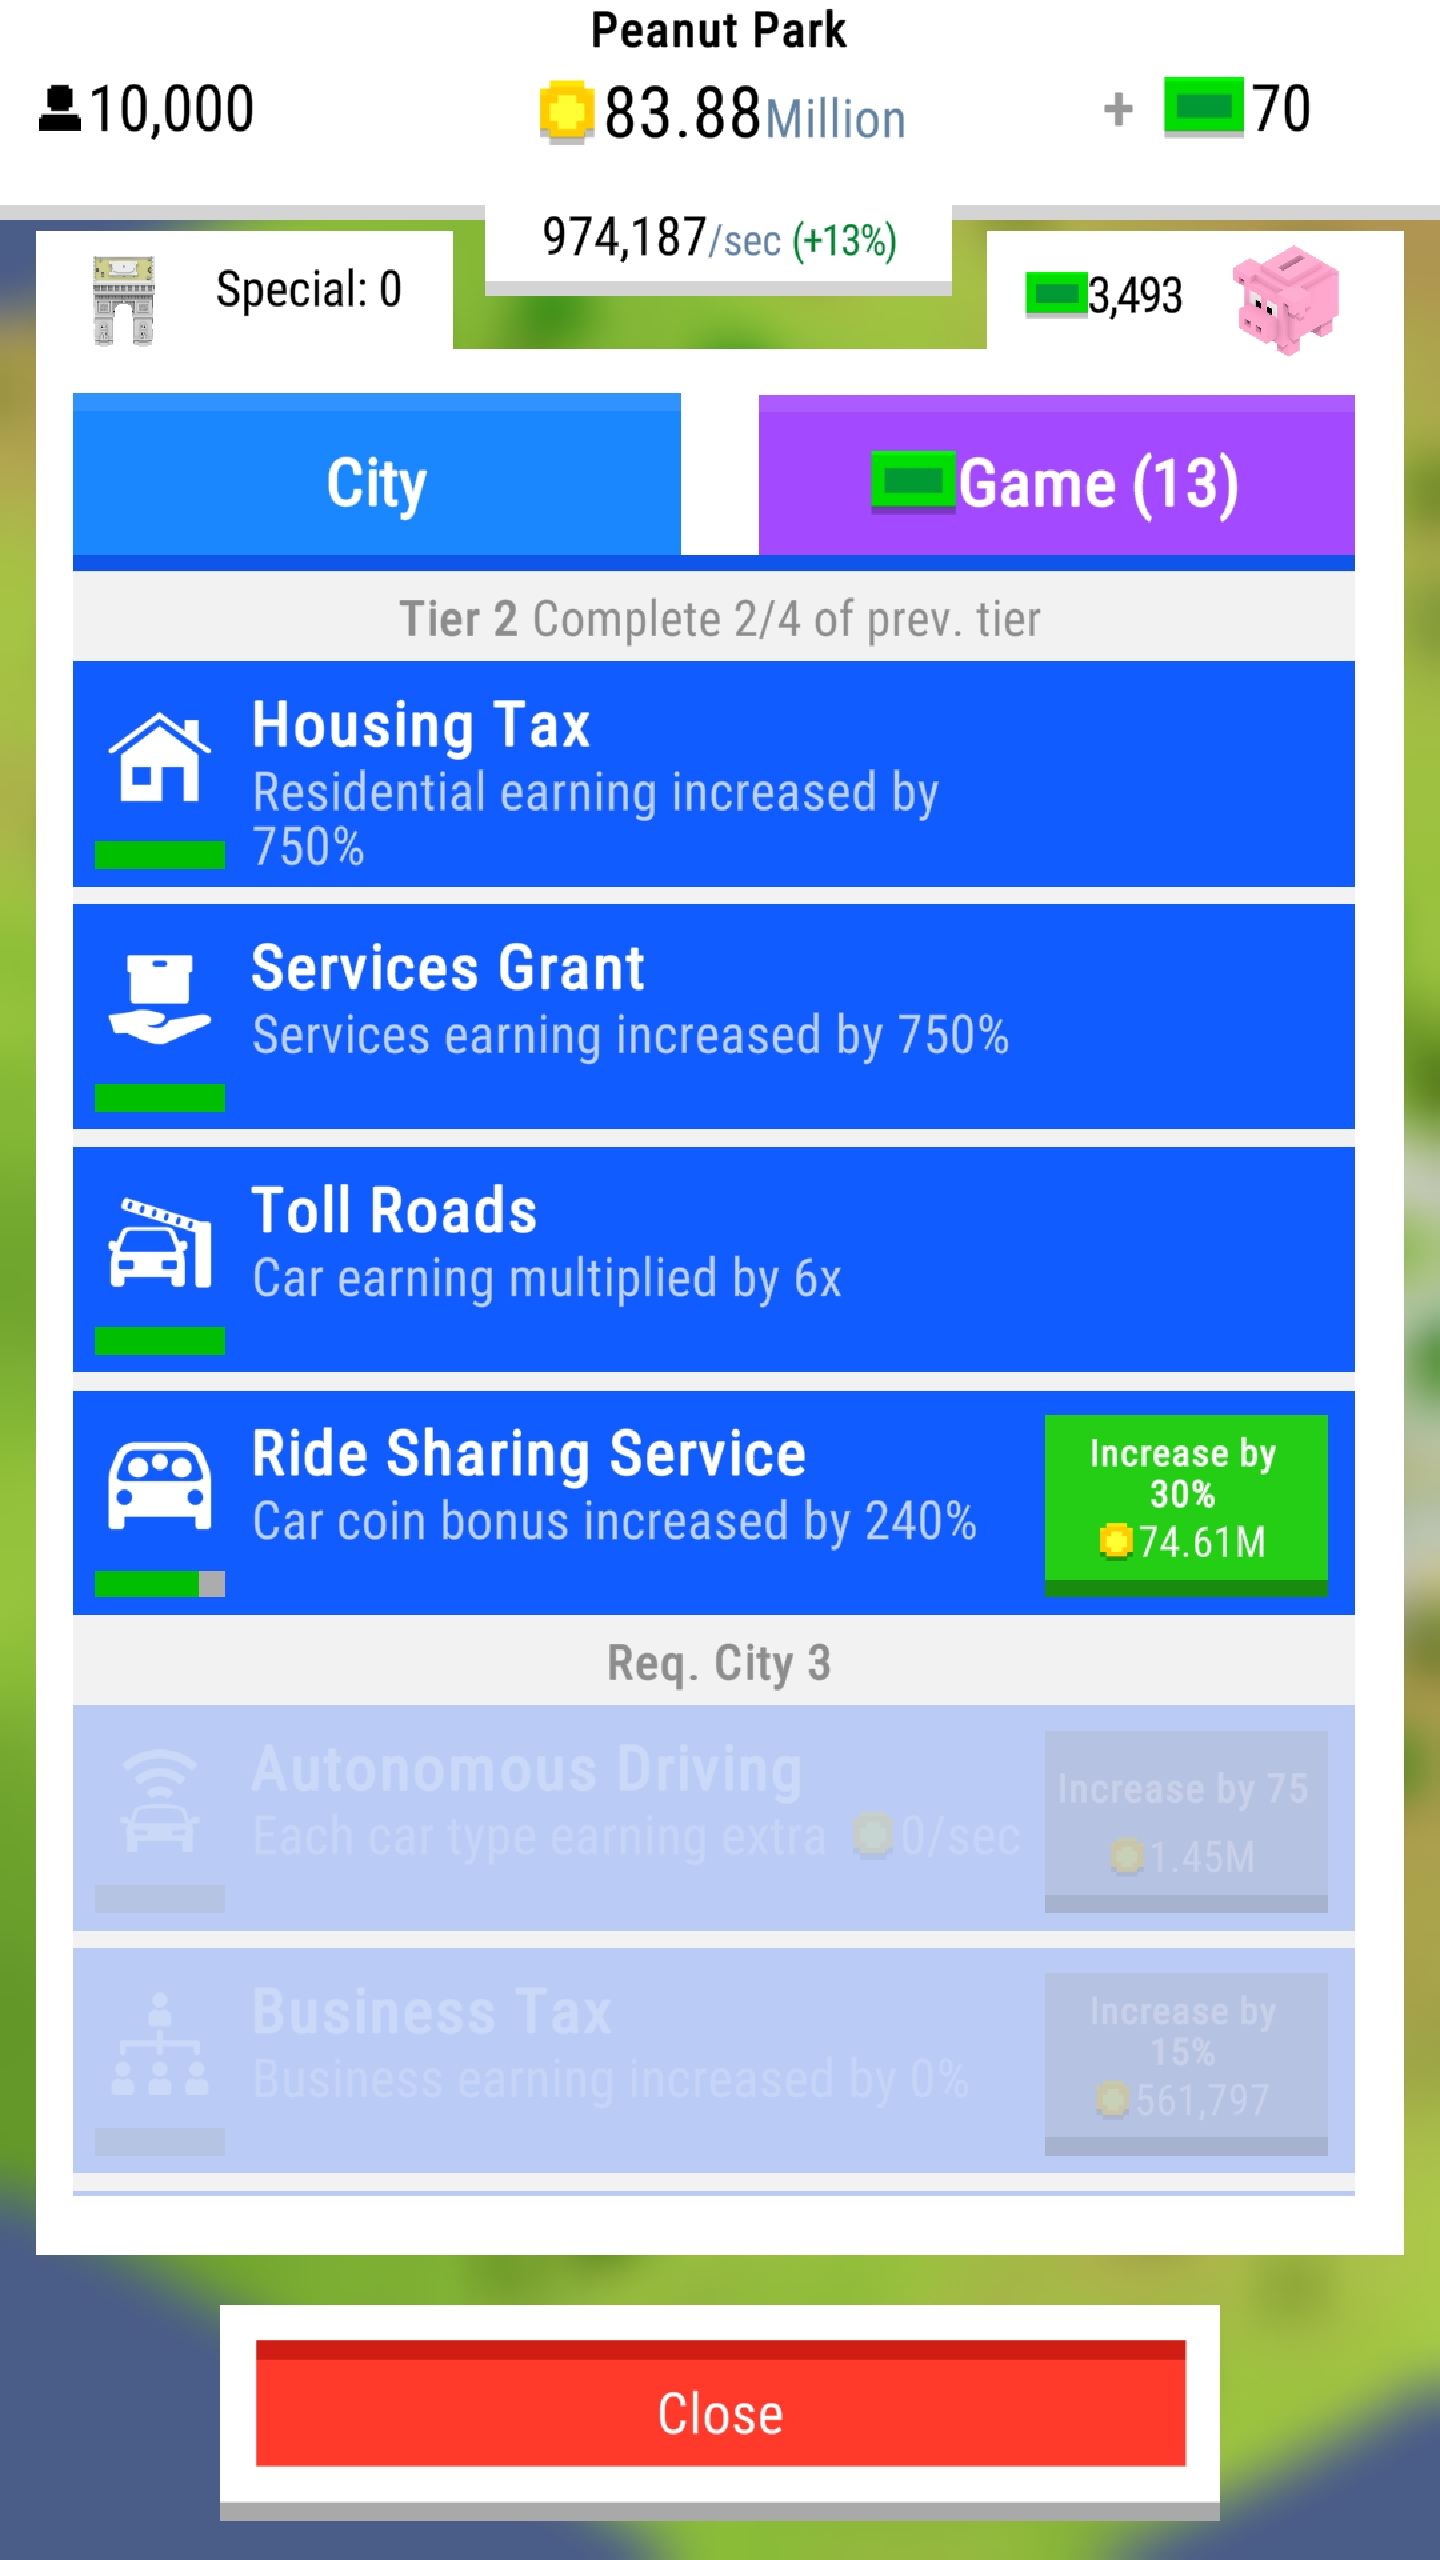 Peanut Park
10,000
83.88Million
+ 70
974,187/sec (+13%)
Special: 0
3,493
City
Game (13)
Tier 2 Complete 2/4 of prev. tier
Housing Tax
Residential earning increased by
750%
Services Grant
Services earning increased by 750%
Toll Roads
Car earning multiplied by 6x
Ride Sharing Service
Car coin bonus increased by 240%
Increase by
30%
74.61M
Req. City 3
Autonomous Driving
Each car type earning extra 0/sec
Increase by 75
1.45M
Business Tax
Business earning increased by 0%
Increase by
15%
561,797
Close